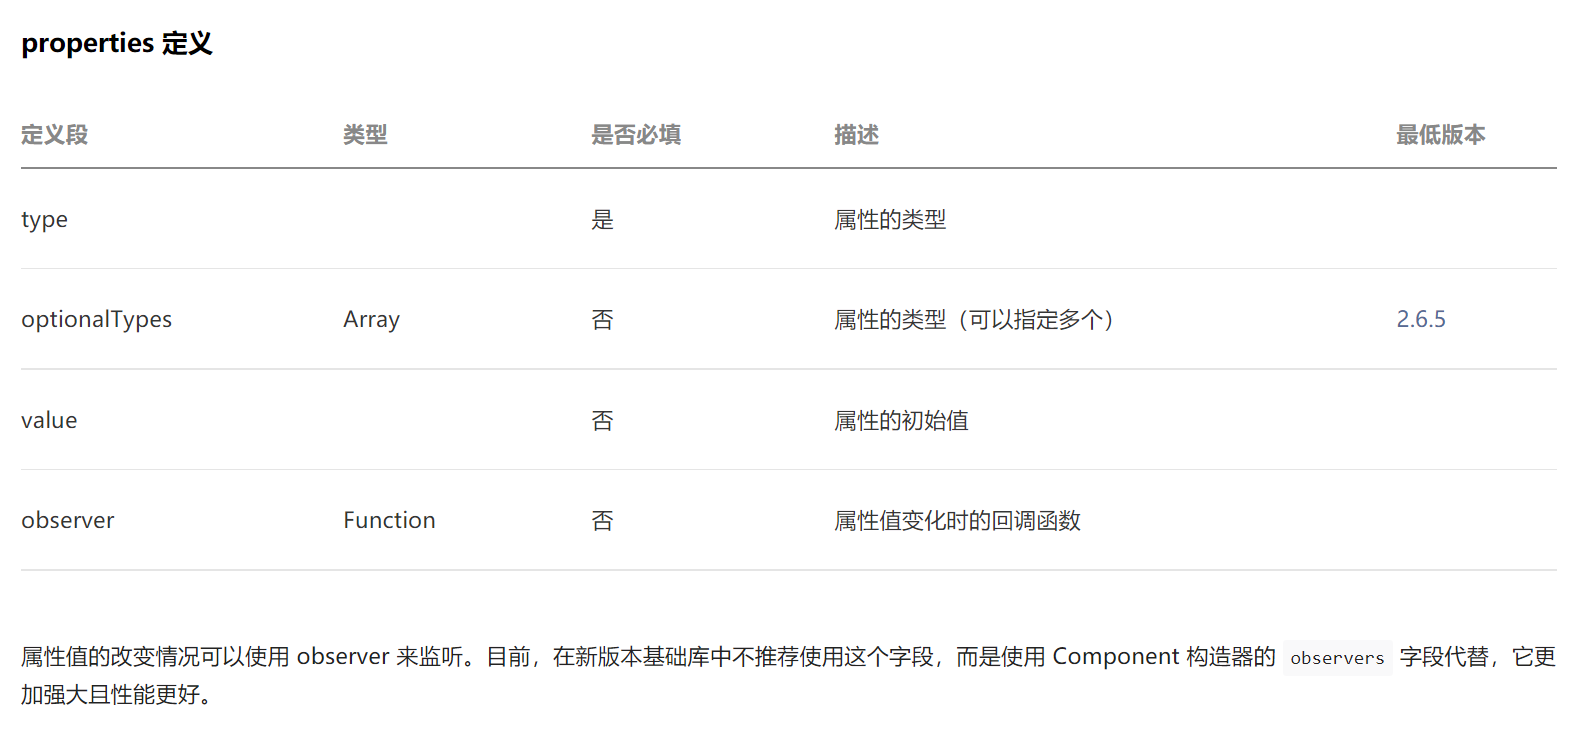 properties 定义
定义段 类型 是否必填 描述 最低版本
type 是 属性的类型
optionalTypes Array 否 属性的类型（可以指定多个） 2.6.5
value 否 属性的初始值
observer Function 否 属性值变化时的回调函数
属性值的改变情况可以使用 observer 来监听。目前，在新版本基础库中不推荐使用这个字段，而是使用 Component 构造器的 observers 字段代替，它更
加强大且性能更好。